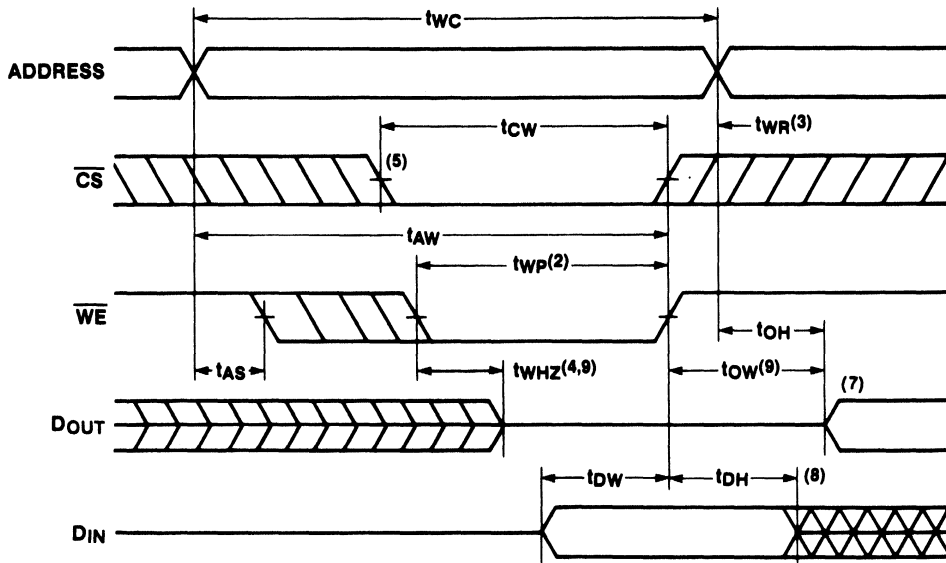 tWC
ADDRESS
tCW
tWR(3)
CS
(5)
tAW
tWP(2)
WE
tOH
tAS
tWHZ(4,9)
tOW(9)
(7)
DOUT
tDW
tDH
(8)
DIN